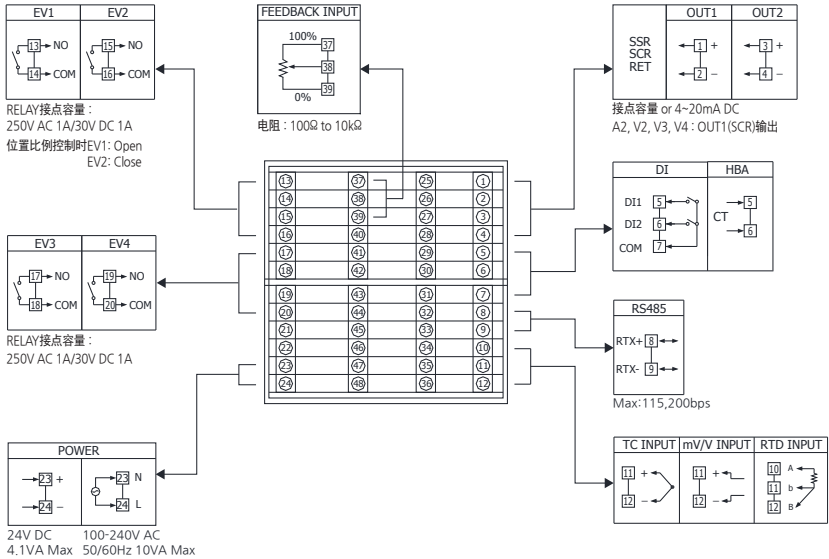 EV1 EV2
13 NO 15 NO
14 COM 16 COM
RELAY接点容量 :
250V AC 1A/30V DC 1A
位置比例控制时EV1: Open
EV2: Close
FEEDBACK INPUT
100% 37
38
0% 39
电阻 : 100Ω to 10kΩ
OUT1 OUT2
SSR
SCR
RET
1 + 3 +
2 – 4 –
接点容量 or 4~20mA DC
A2, V2, V3, V4 : OUT1(SCR)输出
DI HBA
DI1 5
DI2 6
COM 7
CT 5
6
13 37 25 1
14 38 26 2
15 39 27 3
16 40 28 4
17 41 29 5
18 42 30 6
19 43 31 7
20 44 32 8
21 45 33 9
22 46 34 10
23 47 35 11
24 48 36 12
EV3 EV4
17 NO 19 NO
18 COM 20 COM
RELAY接点容量 :
250V AC 1A/30V DC 1A
RS485
RTX+ 8
RTX- 9
Max:115,200bps
POWER
23 + 23 N
24 – 24 L
24V DC 100-240V AC
4.1VA Max 50/60Hz 10VA Max
TC INPUT mV/V INPUT RTD INPUT
11 + 11 + 10 A
12 – 12 – 11 b
12 B